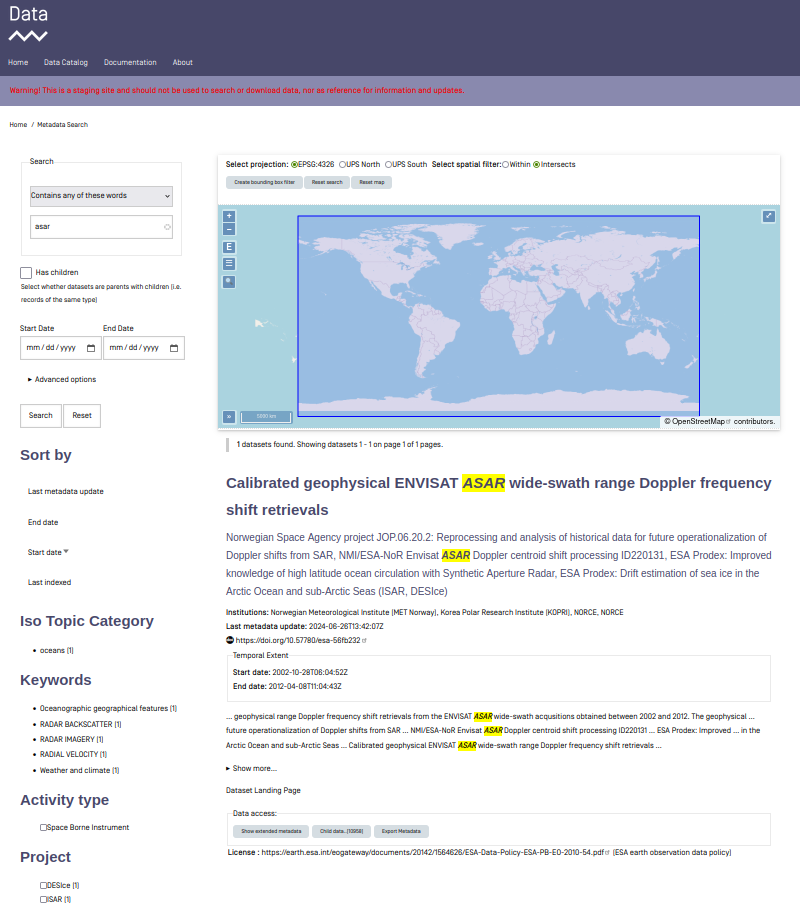 Data
Home Data Catalog Documentation About
Warning! This is a staging site and should not be used to search or download data, nor as reference for information and updates.
Home / Metadata Search
Search
Contains any of these words
asar
Has children
Select whether datasets are parents with children (i.e.
records of the same type)
Start Date End Date
mm / dd / yyyy mm / dd / yyyy
▸ Advanced options
Search Reset
Sort by
Last metadata update
End date
Start date
Last indexed
Iso Topic Category
oceans (1)
Keywords
Oceanographic geographical features (1)
RADAR BACKSCATTER (1)
RADAR IMAGERY (1)
RADIAL VELOCITY (1)
Weather and climate (1)
Activity type
Space Borne Instrument
Project
DESIce (1)
ISAR (1)
Select projection: EPSG:4326 UPS North UPS South Select spatial filter: Within Intersects
Create bounding box filter Reset search Reset map
+
–
E
»
5000 km
© OpenStreetMap contributors.
1 datasets found. Showing datasets 1 - 1 on page 1 of 1 pages.
Calibrated geophysical ENVISAT ASAR wide-swath range Doppler frequency
shift retrievals
Norwegian Space Agency project JOP.06.20.2: Reprocessing and analysis of historical data for future operationalization of
Doppler shifts from SAR, NMI/ESA-NoR Envisat ASAR Doppler centroid shift processing ID220131, ESA Prodex: Improved
knowledge of high latitude ocean circulation with Synthetic Aperture Radar, ESA Prodex: Drift estimation of sea ice in the
Arctic Ocean and sub-Arctic Seas (ISAR, DESIce)
Institutions: Norwegian Meteorological Institute (MET Norway), Korea Polar Research Institute (KOPRI), NORCE, NORCE
Last metadata update: 2024-06-26T13:42:07Z
https://doi.org/10.57780/esa-56fb232
Temporal Extent
Start date: 2002-10-28T06:04:52Z
End date: 2012-04-08T11:04:43Z
... geophysical range Doppler frequency shift retrievals from the ENVISAT ASAR wide-swath acqusitions obtained between 2002 and 2012. The geophysical ...
future operationalization of Doppler shifts from SAR ... NMI/ESA-NoR Envisat ASAR Doppler centroid shift processing ID220131 ... ESA Prodex: Improved ... in the
Arctic Ocean and sub-Arctic Seas ... Calibrated geophysical ENVISAT ASAR wide-swath range Doppler frequency shift retrievals ...
▸ Show more...
Dataset Landing Page
Data access:
Show extended metadata Child data..[10959] Export Metadata
License : https://earth.esa.int/eogateway/documents/20142/1564626/ESA-Data-Policy-ESA-PB-EO-2010-54.pdf (ESA earth observation data policy)